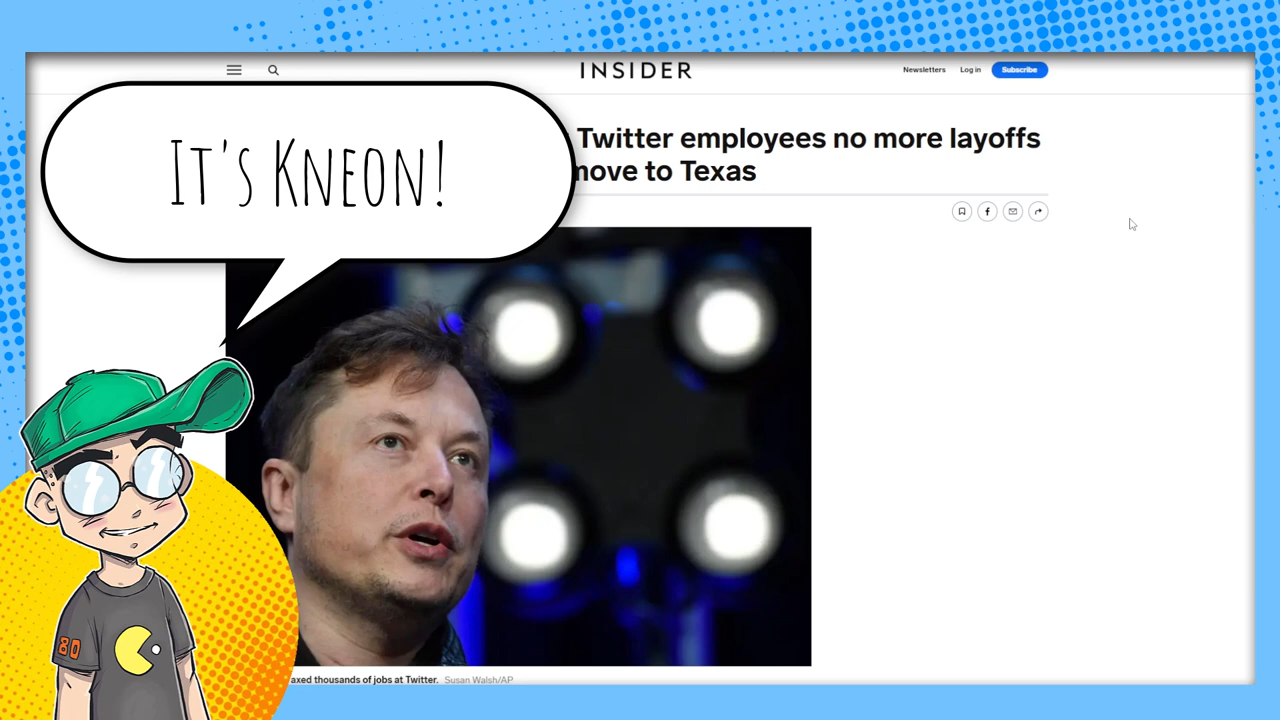 INSIDER
Newsletters Log in Subscribe
It's Kneon!
Twitter employees no more layoffs
move to Texas
80
axed thousands of jobs at Twitter. Susan Walsh/AP